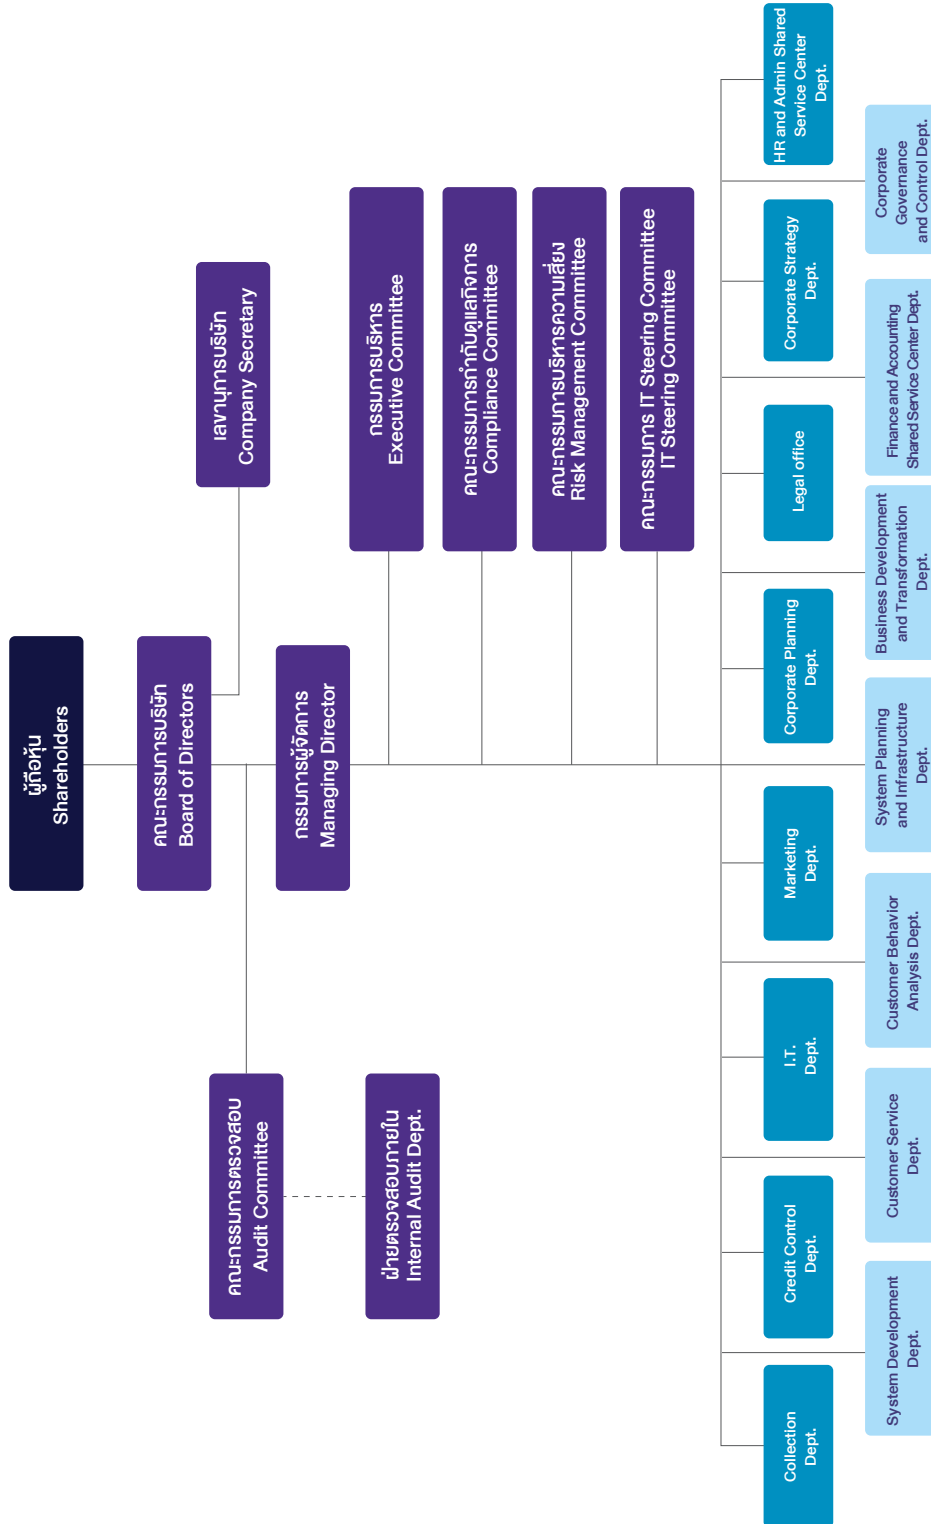 ผู้ถือหุ้น
Shareholders
คณะกรรมการบริษัท
Board of Directors
เลขานุการบริษัท
Company Secretary
คณะกรรมการตรวจสอบ
Audit Committee
กรรมการผู้จัดการ
Managing Director
ฝ่ายตรวจสอบภายใน
Internal Audit Dept.
กรรมการบริหาร
Executive Committee
คณะกรรมการกำกับดูแลกิจการ
Compliance Committee
คณะกรรมการบริหารความเสี่ยง
Risk Management Committee
คณะกรรมการ IT Steering Committee
IT Steering Committee
Collection
Dept.
Credit Control
Dept.
I.T.
Dept.
Marketing
Dept.
Corporate Planning
Dept.
Legal office
Corporate Strategy
Dept.
HR and Admin Shared
Service Center
Dept.
System Development
Dept.
Customer Service
Dept.
Customer Behavior
Analysis Dept.
System Planning
and Infrastructure
Dept.
Business Development
and Transformation
Dept.
Finance and Accounting
Shared Service Center Dept.
Corporate
Governance
and Control Dept.